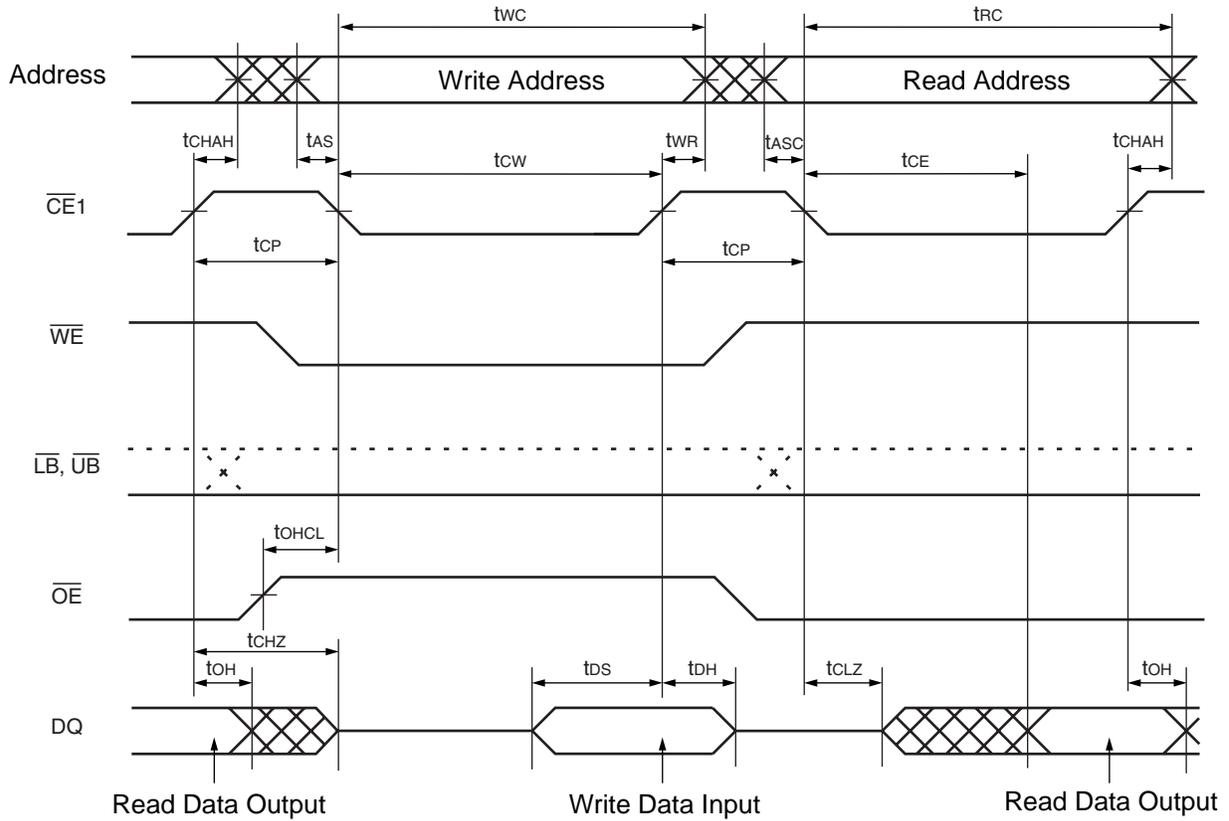 tWC
tRC
Address
Write Address
Read Address
tCHAH
tAS
tCW
tWR
tASC
tCE
tCHAH
CE1
tCP
tCP
WE
LB, UB
tOHCL
OE
tCHZ
tOH
tDS
tDH
tCLZ
tOH
DQ
Read Data Output
Write Data Input
Read Data Output